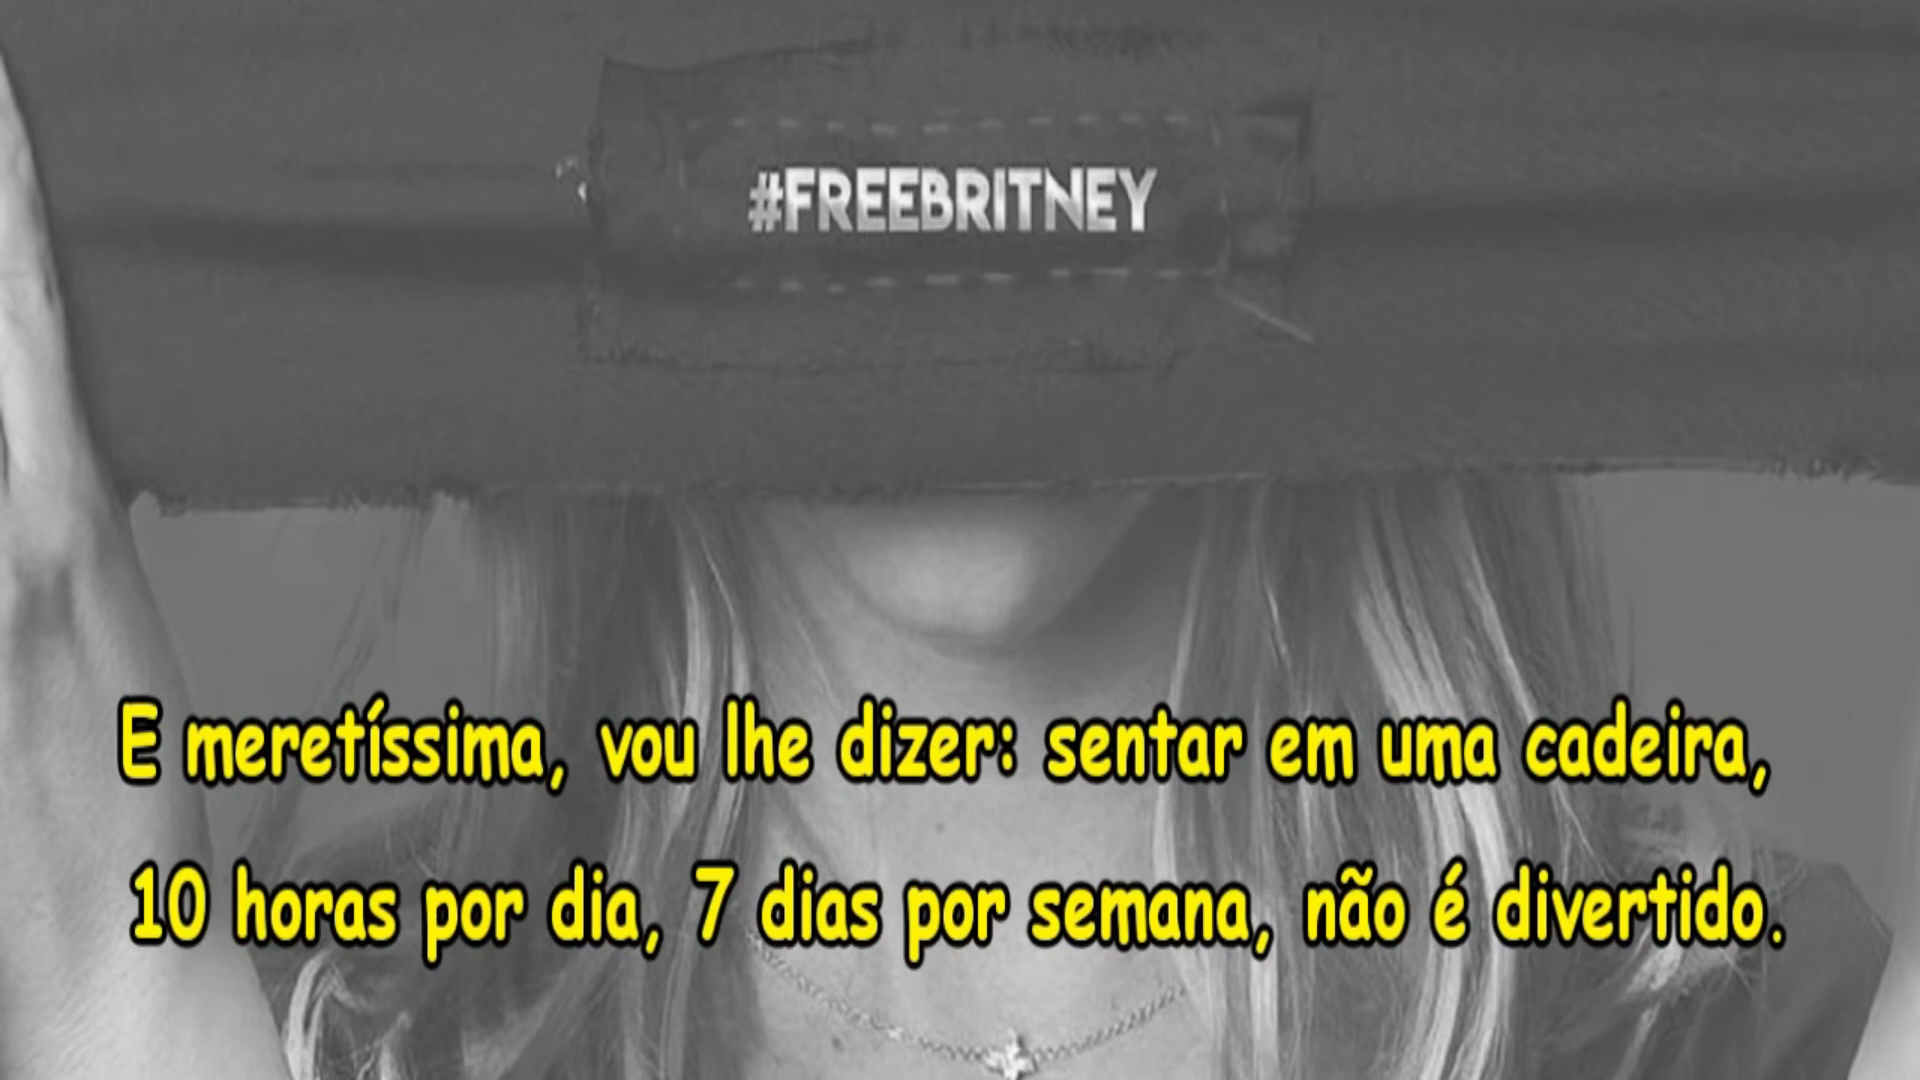 #FREEBRITNEY
E meretíssima, vou lhe dizer: sentar em uma cadeira,
10 horas por dia, 7 dias por semana, não é divertido.